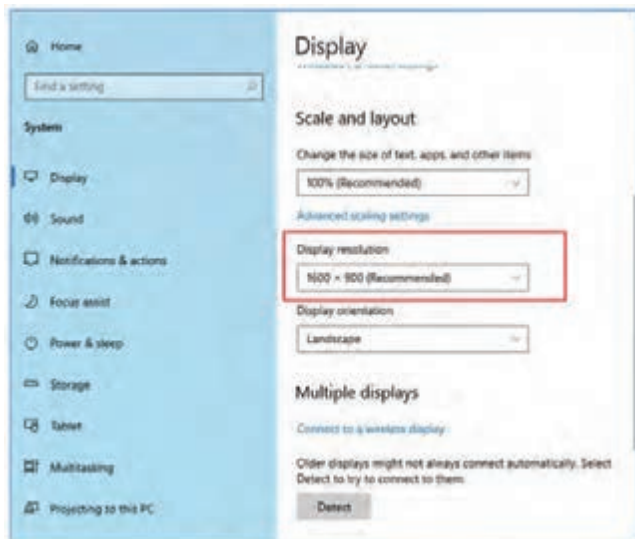 Home
Find a setting
System
Display
Sound
Notifications & actions
Focus assist
Power & sleep
Storage
Tablet
Multitasking
Projecting to this PC
Display
Scale and layout
Change the size of text, apps, and other items
100% (Recommended)
Advanced scaling settings
Display resolution
1600 × 900 (Recommended)
Display orientation
Landscape
Multiple displays
Connect to a wireless display
Older displays might not always connect automatically. Select
Detect to try to connect to them.
Detect